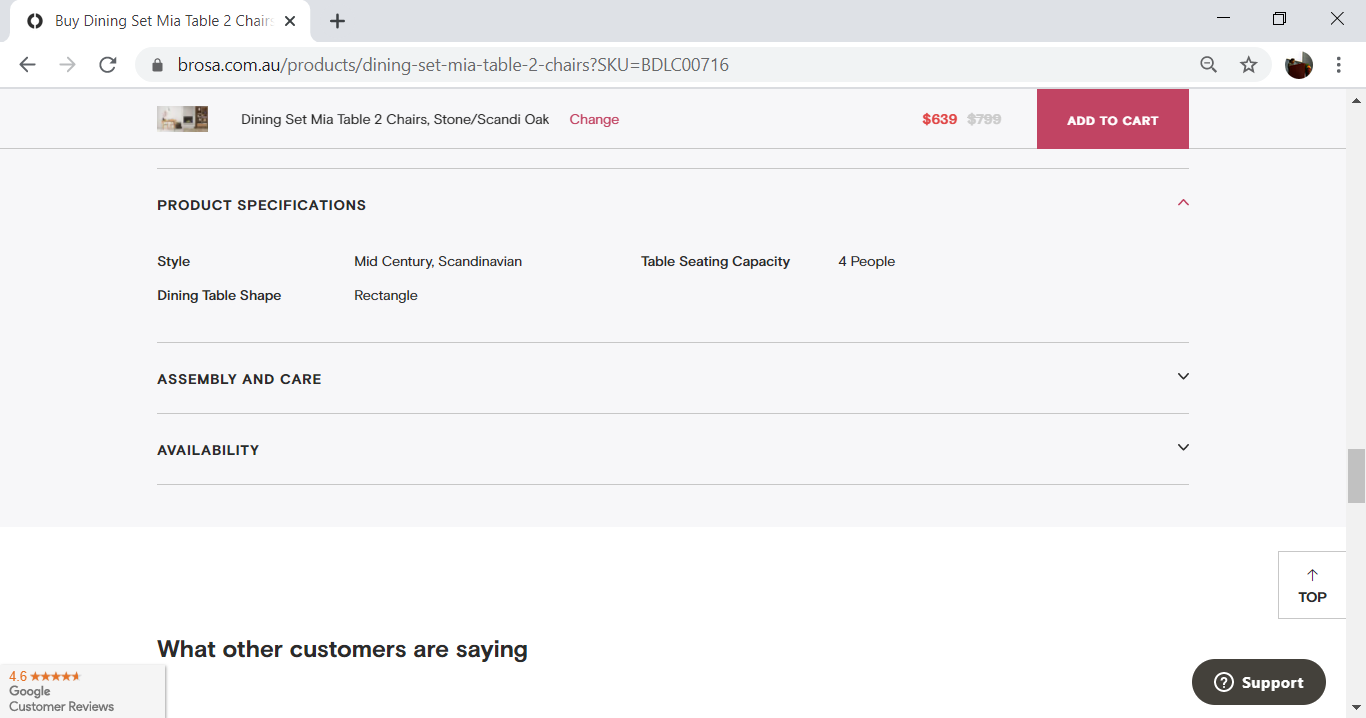 Buy Dining Set Mia Table 2 Chairs
brosa.com.au/products/dining-set-mia-table-2-chairs?SKU=BDLC00716
Dining Set Mia Table 2 Chairs, Stone/Scandi Oak Change $639 $799 ADD TO CART
PRODUCT SPECIFICATIONS
Style Mid Century, Scandinavian Table Seating Capacity 4 People
Dining Table Shape Rectangle
ASSEMBLY AND CARE
AVAILABILITY
TOP
What other customers are saying
4.6
Google
Customer Reviews
Support